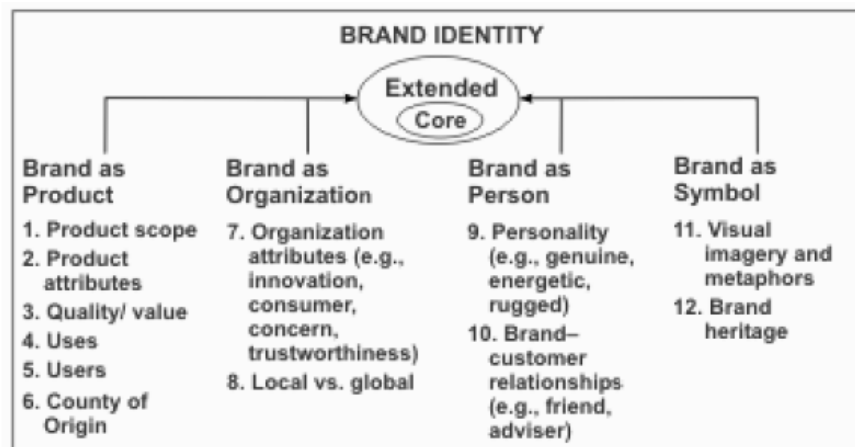 BRAND IDENTITY
Extended
Core
Brand as
Product
1. Product scope
2. Product
attributes
3. Quality/ value
4. Uses
5. Users
6. County of
Origin
Brand as
Organization
7. Organization
attributes (e.g.,
innovation,
consumer,
concern,
trustworthiness)
8. Local vs. global
Brand as
Person
9. Personality
(e.g., genuine,
energetic,
rugged)
10. Brand–
customer
relationships
(e.g., friend,
adviser)
Brand as
Symbol
11. Visual
imagery and
metaphors
12. Brand
heritage